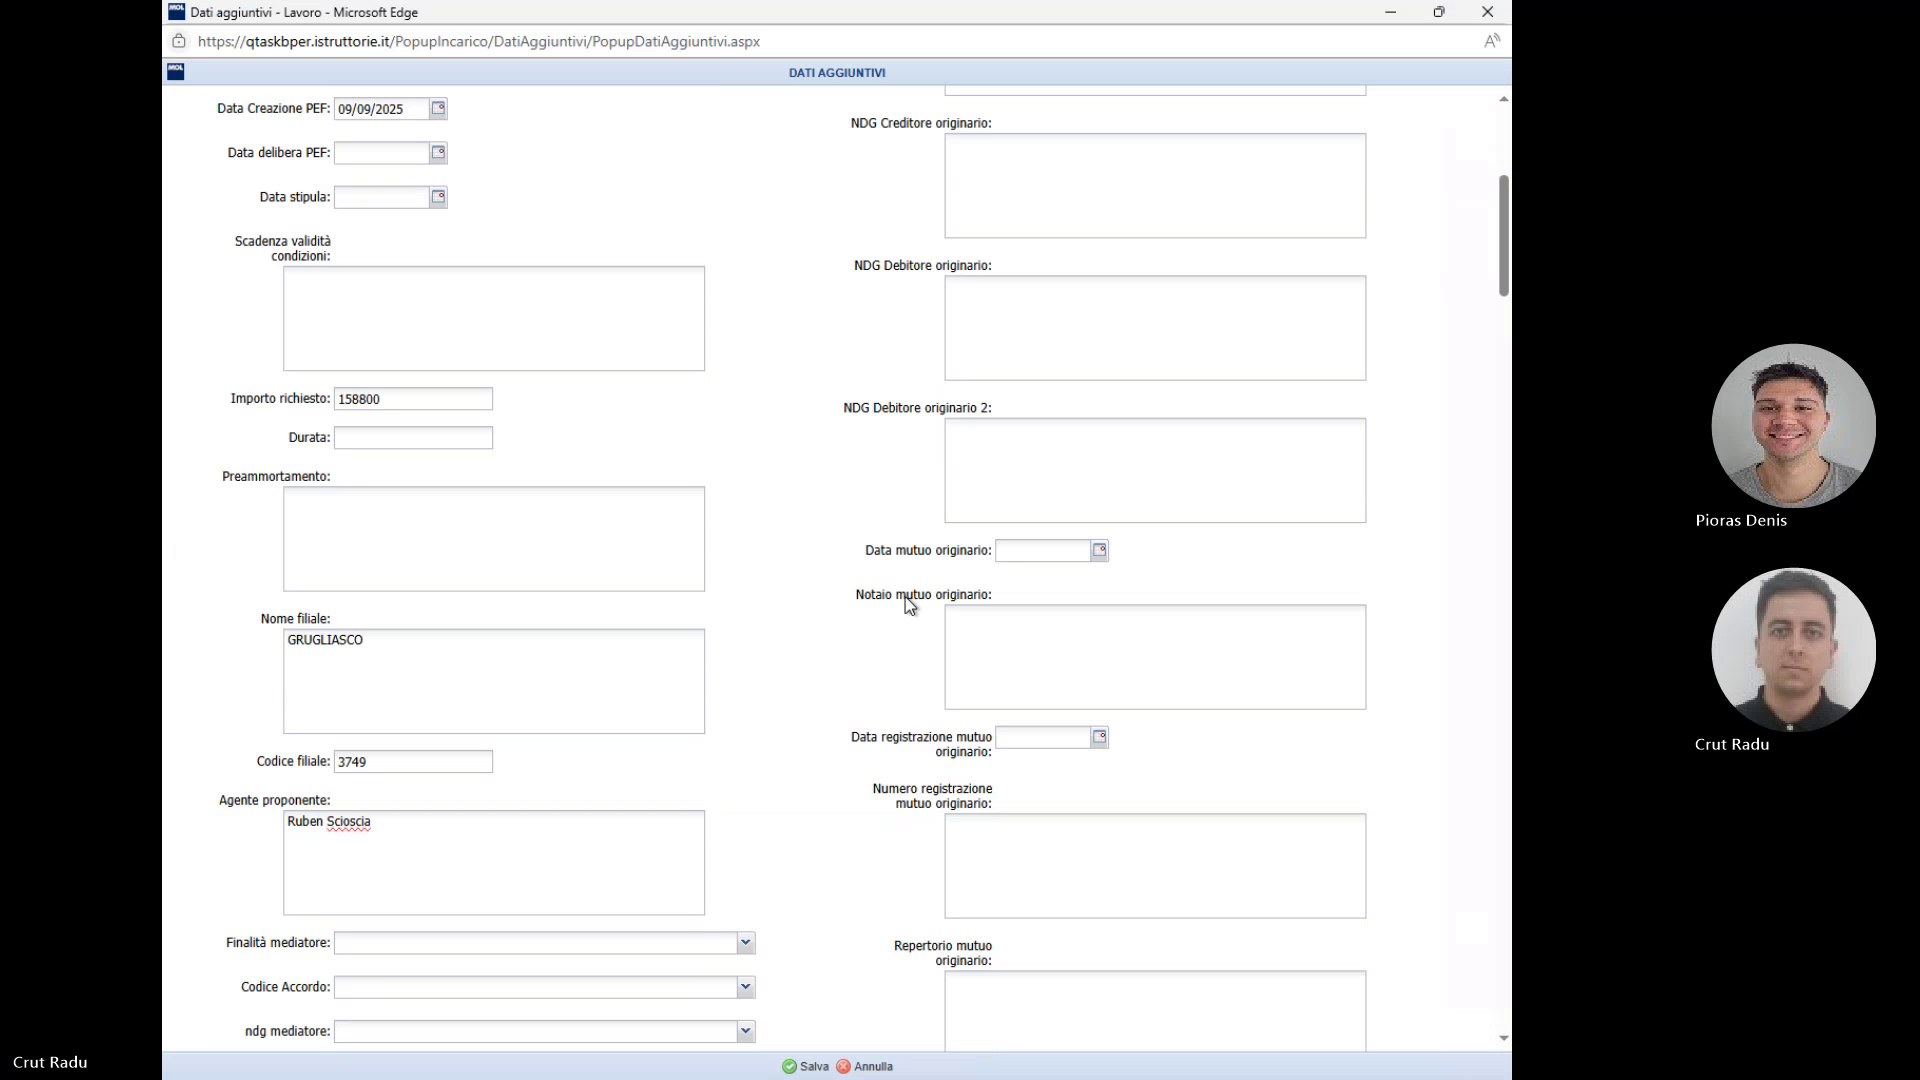 MOL Dati aggiuntivi - Lavoro - Microsoft Edge
https://qtaskbper.istruttorie.it/PopupIncarico/DatiAggiuntivi/PopupDatiAggiuntivi.aspx
MOL
DATI AGGIUNTIVI
Data Creazione PEF: 09/09/2025
Data delibera PEF:
Data stipula:
Scadenza validità
condizioni:
Importo richiesto: 158800
Durata:
Preammortamento:
Nome filiale:
GRUGLIASCO
Codice filiale: 3749
Agente proponente:
Ruben Scioscia
Finalità mediatore:
Codice Accordo:
ndg mediatore:
NDG Creditore originario:
NDG Debitore originario:
NDG Debitore originario 2:
Data mutuo originario:
Notaio mutuo originario:
Data registrazione mutuo
originario:
Numero registrazione
mutuo originario:
Repertorio mutuo
originario:
Salva Annulla
Pioras Denis
Crut Radu
Crut Radu